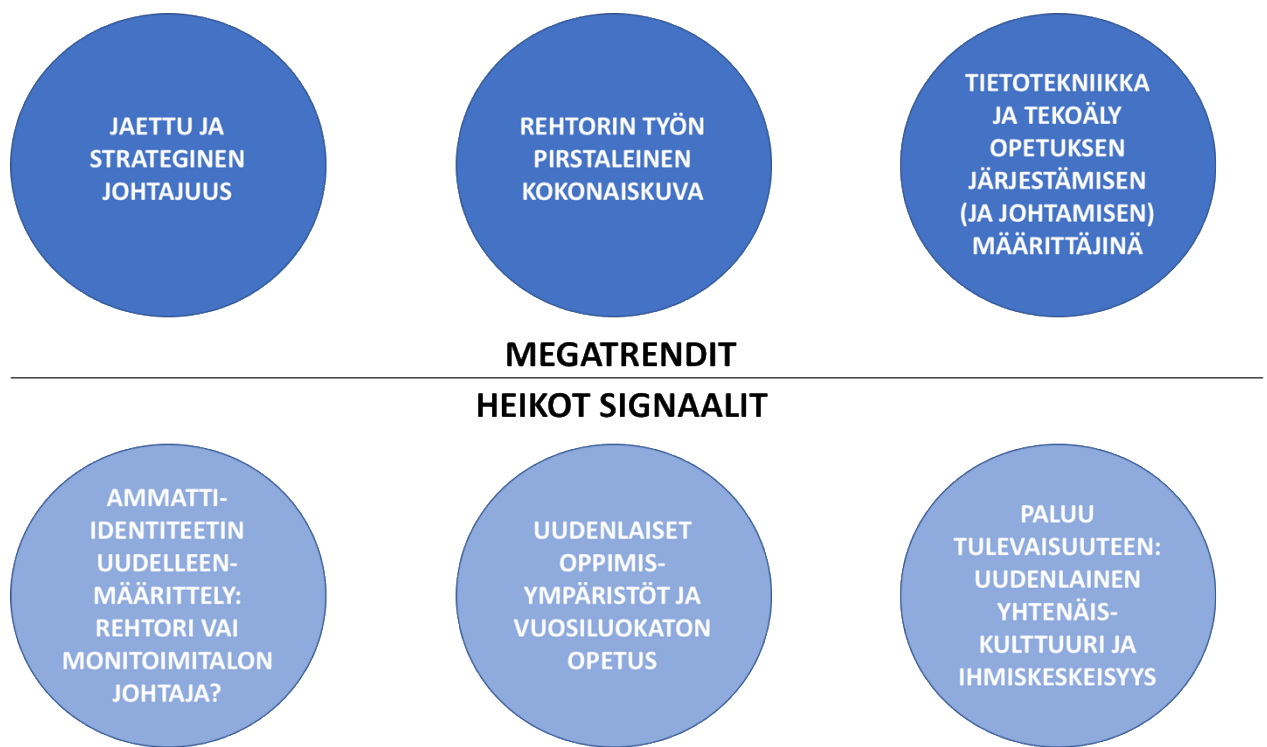 JAETTU JA
STRATEGINEN
JOHTAJUUS
REHTORIN TYÖN
PIRSTALEINEN
KOKONAISKUVA
TIETOTEKNIIKKA
JA TEKOÄLY
OPETUKSEN
JÄRJESTÄMISEN
(JA JOHTAMISEN)
MÄÄRITTÄJINÄ
MEGATRENDIT
HEIKOT SIGNAALIT
AMMATTI-
IDENTITEETIN
UUDELLEEN-
MÄÄRITTELY:
REHTORI VAI
MONITOIMITALON
JOHTAJA?
UUDENLAISET
OPPIMIS-
YMPÄRISTÖT JA
VUOSILUOKATON
OPETUS
PALUU
TULEVAISUUTEEN:
UUDENLAINEN
YHTENÄIS-
KULTTUURI JA
IHMISKESKEISYYS